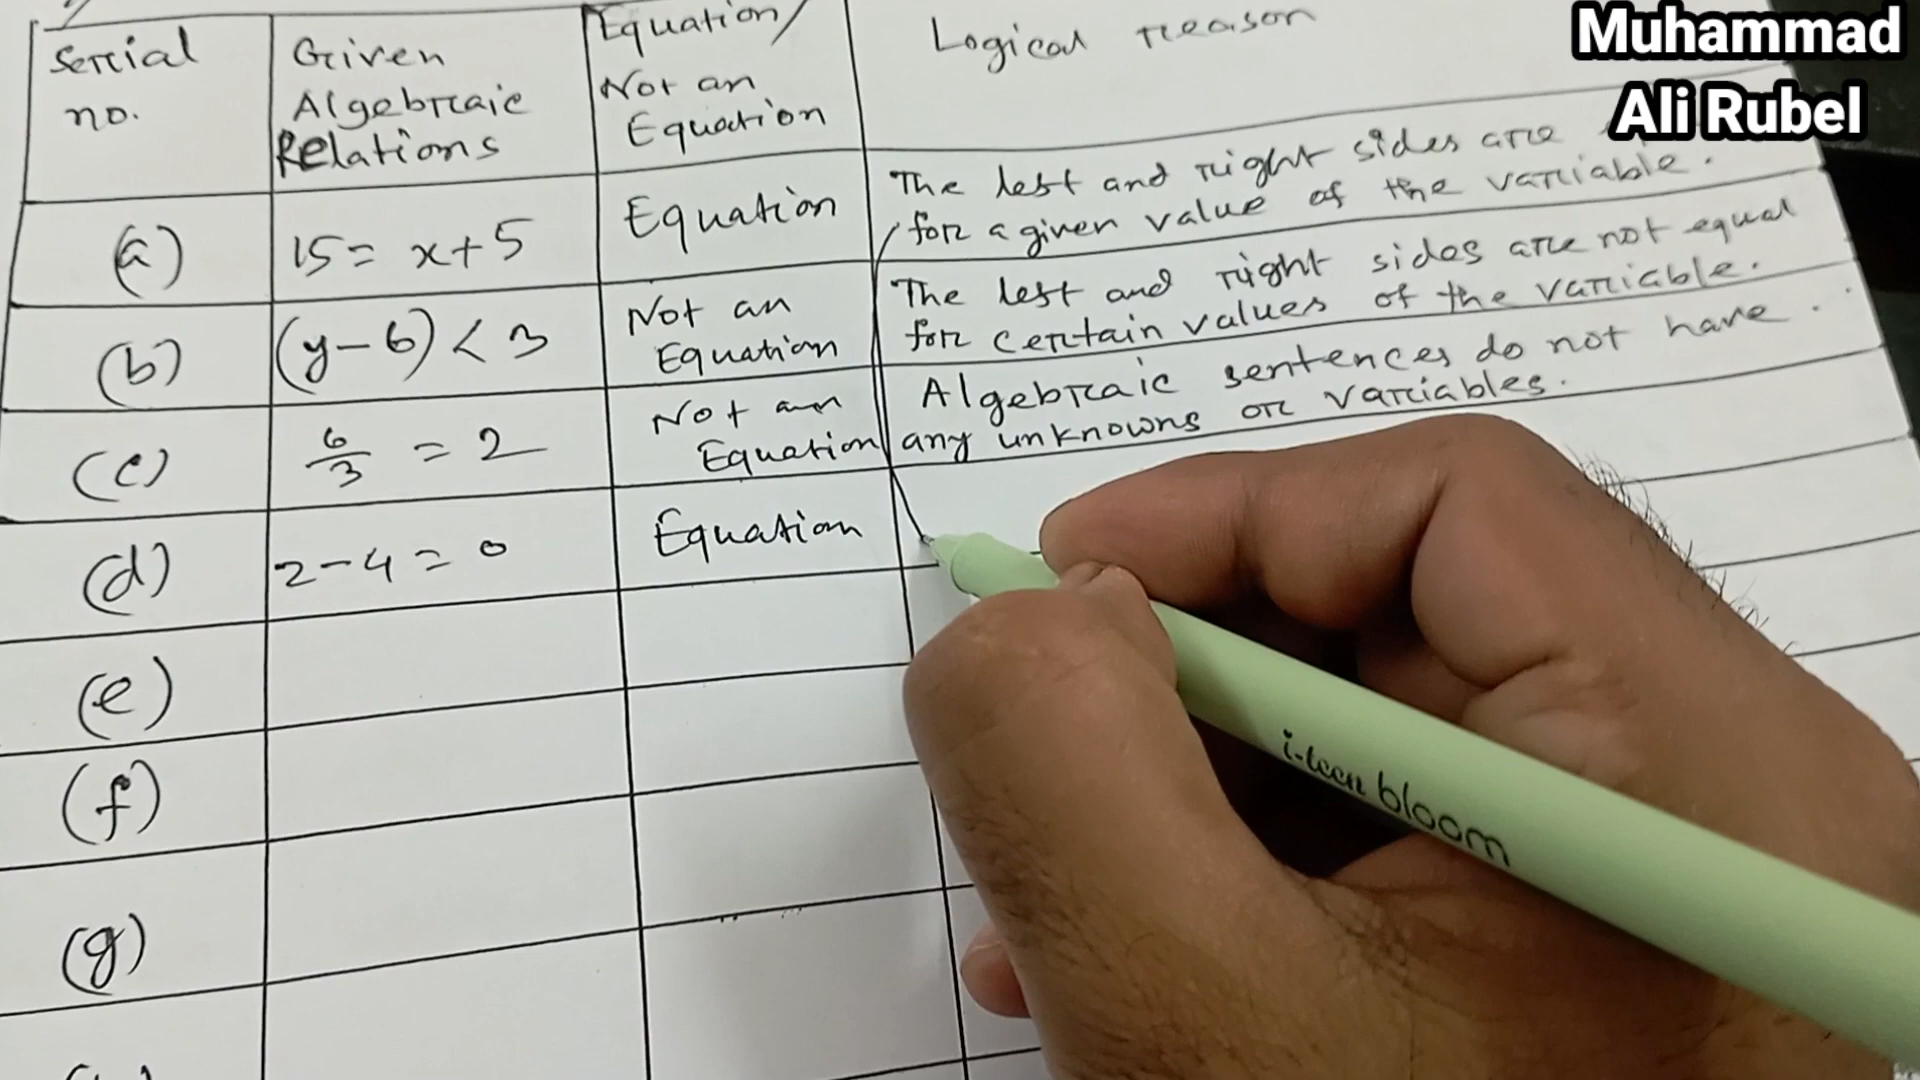 Muhammad
Ali Rubel
Serial no.
Given Algebraic Relations
Equation/ Not an Equation
Logical reason
(a)
15 = x+5
Equation
The left and right sides are
for a given value of the variable.
(b)
(y-6) < 3
Not an Equation
The left and right sides are not equal
for certain values of the variable.
(c)
6/3 = 2
Not an Equation
Algebraic sentences do not have
any unknowns or variables.
(d)
2-4 = 0
Equation
(e)
(f)
(g)
i-teen bloom